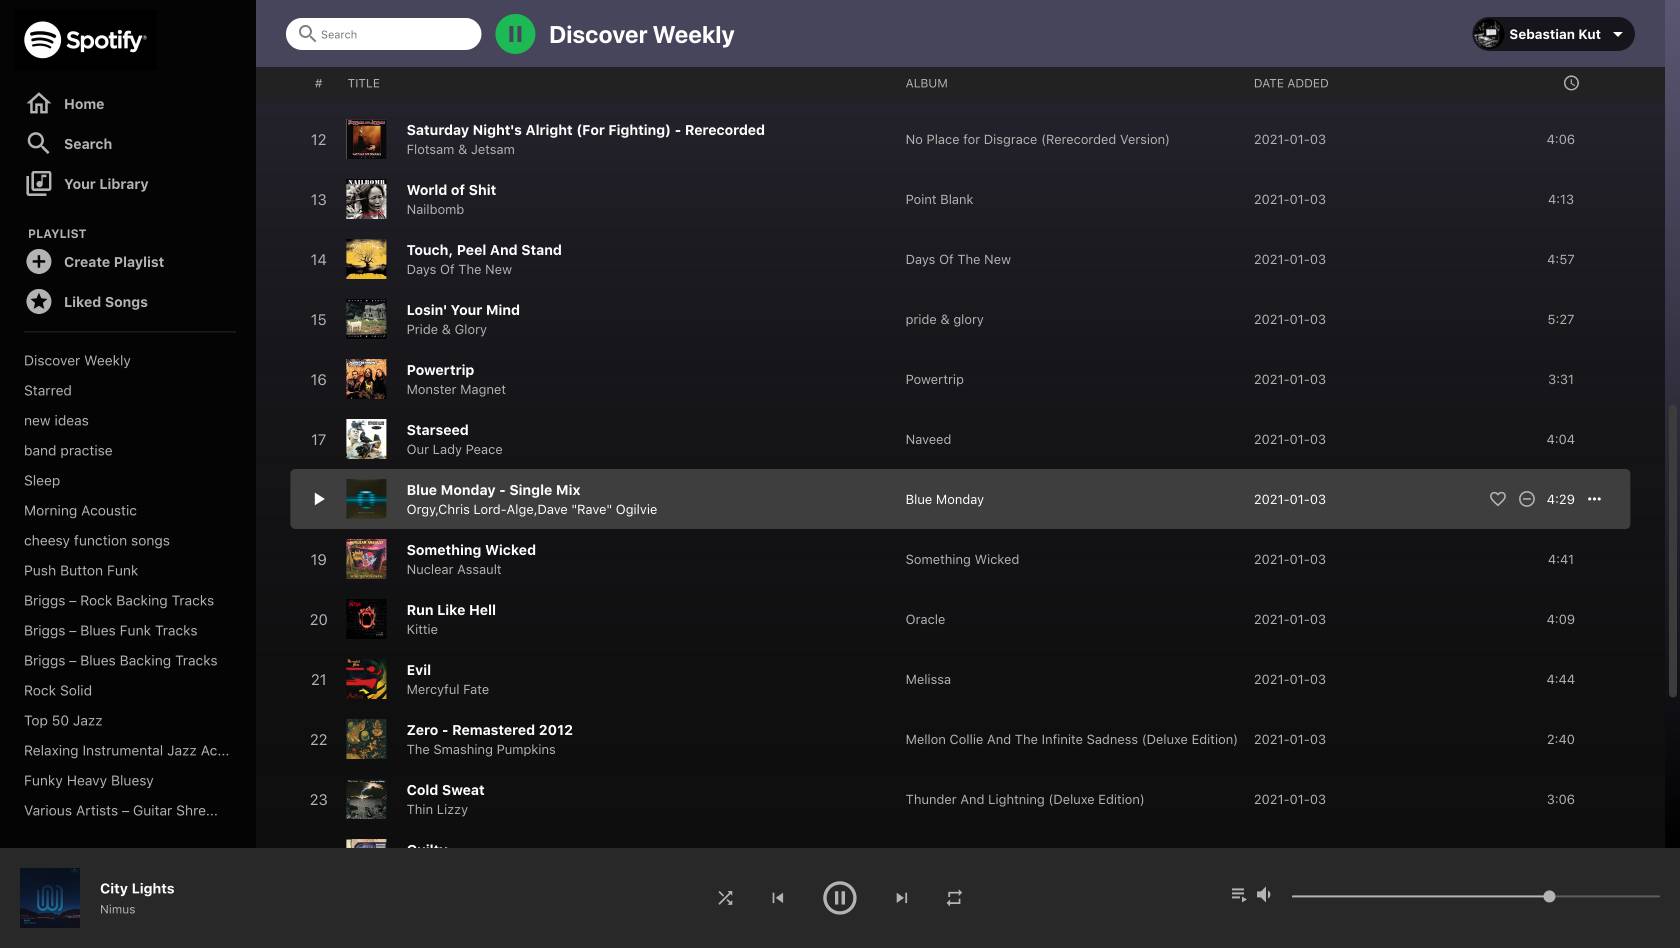 Spotify
Search
Discover Weekly
Sebastian Kut
Home
Search
Your Library
PLAYLIST
Create Playlist
Liked Songs
Discover Weekly
Starred
new ideas
band practise
Sleep
Morning Acoustic
cheesy function songs
Push Button Funk
Briggs – Rock Backing Tracks
Briggs – Blues Funk Tracks
Briggs – Blues Backing Tracks
Rock Solid
Top 50 Jazz
Relaxing Instrumental Jazz Ac...
Funky Heavy Bluesy
Various Artists – Guitar Shre...
# TITLE ALBUM DATE ADDED
12 Saturday Night's Alright (For Fighting) - Rerecorded No Place for Disgrace (Rerecorded Version) 2021-01-03 4:06
Flotsam & Jetsam
13 World of Shit Point Blank 2021-01-03 4:13
Nailbomb
14 Touch, Peel And Stand Days Of The New 2021-01-03 4:57
Days Of The New
15 Losin' Your Mind pride & glory 2021-01-03 5:27
Pride & Glory
16 Powertrip Powertrip 2021-01-03 3:31
Monster Magnet
17 Starseed Naveed 2021-01-03 4:04
Our Lady Peace
Blue Monday - Single Mix Blue Monday 2021-01-03 4:29
Orgy,Chris Lord-Alge,Dave "Rave" Ogilvie
19 Something Wicked Something Wicked 2021-01-03 4:41
Nuclear Assault
20 Run Like Hell Oracle 2021-01-03 4:09
Kittie
21 Evil Melissa 2021-01-03 4:44
Mercyful Fate
22 Zero - Remastered 2012 Mellon Collie And The Infinite Sadness (Deluxe Edition) 2021-01-03 2:40
The Smashing Pumpkins
23 Cold Sweat Thunder And Lightning (Deluxe Edition) 2021-01-03 3:06
Thin Lizzy
City Lights
Nimus